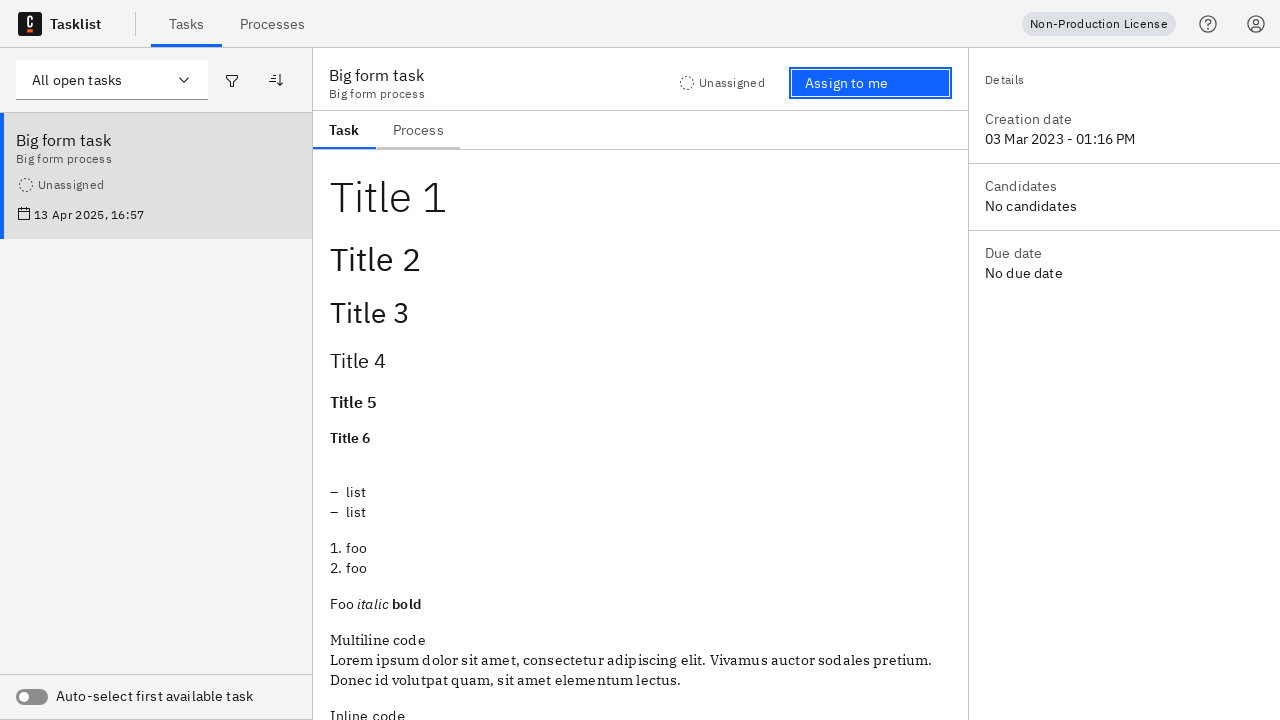 Tasklist
Tasks
Processes
Non-Production License
All open tasks
Big form task
Big form process
Unassigned
13 Apr 2025, 16:57
Auto-select first available task
Big form task
Big form process
Unassigned
Assign to me
Task
Process
Title 1
Title 2
Title 3
Title 4
Title 5
Title 6
– list
– list
1. foo
2. foo
Foo italic bold
Multiline code
Lorem ipsum dolor sit amet, consectetur adipiscing elit. Vivamus auctor sodales pretium.
Donec id volutpat quam, sit amet elementum lectus.
Inline code
Details
Creation date
03 Mar 2023 - 01:16 PM
Candidates
No candidates
Due date
No due date